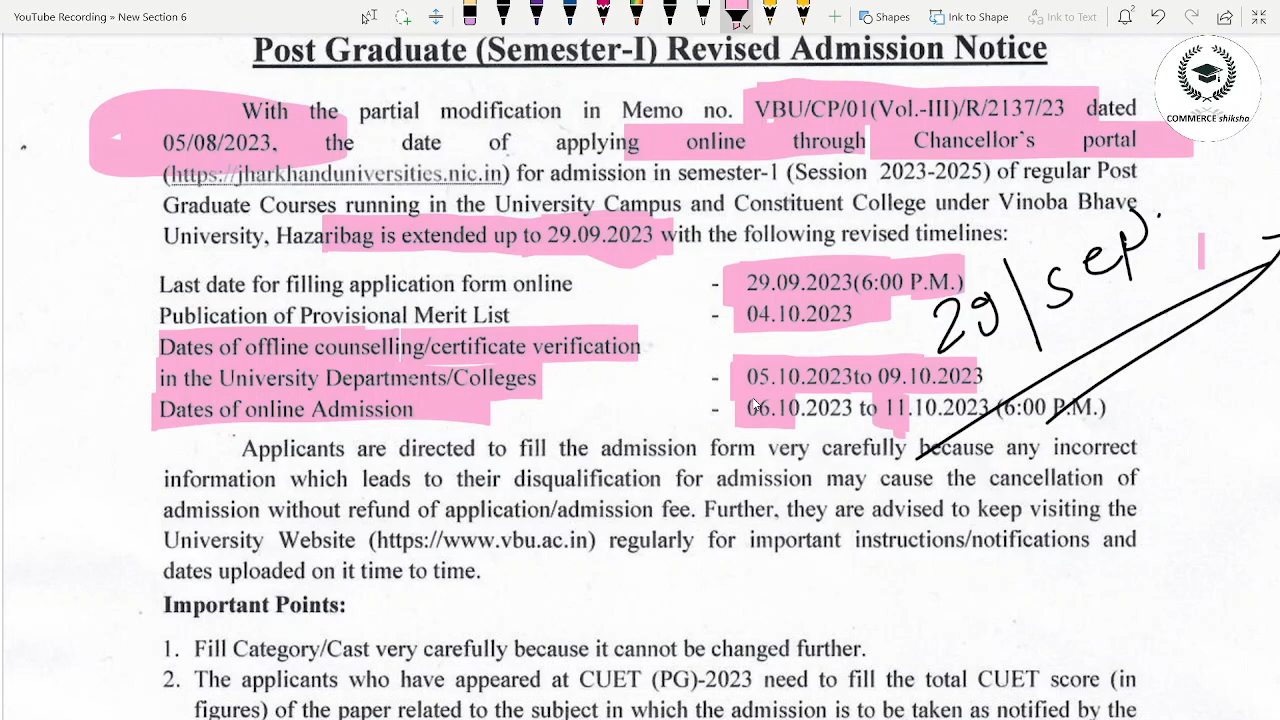 YouTube Recording » New Section 6
Shapes
Ink to Shape
Ink to Text
Post Graduate (Semester-I) Revised Admission Notice
COMMERCE shiksha
With the partial modification in Memo no. VBU/CP/01(Vol.-III)/R/2137/23 dated
05/08/2023, the date of applying online through Chancellor`s portal
(https://jharkhanduniversities.nic.in) for admission in semester-1 (Session 2023-2025) of regular Post
Graduate Courses running in the University Campus and Constituent College under Vinoba Bhave
University, Hazaribag is extended up to 29.09.2023 with the following revised timelines:
Last date for filling application form online - 29.09.2023(6:00 P.M.)
Publication of Provisional Merit List - 04.10.2023
29/sep.
Dates of offline counselling/certificate verification
in the University Departments/Colleges - 05.10.2023to 09.10.2023
Dates of online Admission - 06.10.2023 to 11.10.2023 (6:00 P.M.)
Applicants are directed to fill the admission form very carefully because any incorrect
information which leads to their disqualification for admission may cause the cancellation of
admission without refund of application/admission fee. Further, they are advised to keep visiting the
University Website (https://www.vbu.ac.in) regularly for important instructions/notifications and
dates uploaded on it time to time.
Important Points:
1. Fill Category/Cast very carefully because it cannot be changed further.
2. The applicants who have appeared at CUET (PG)-2023 need to fill the total CUET score (in
figures) of the paper related to the subject in which the admission is to be taken as notified by the